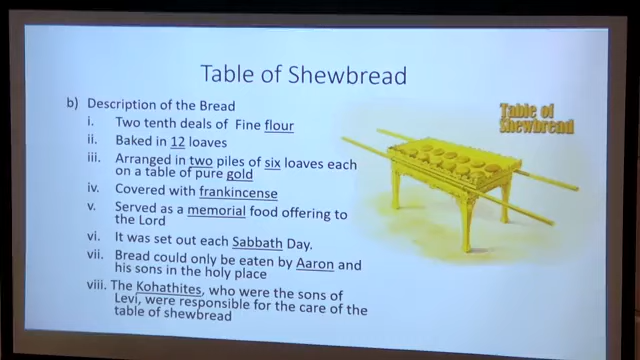 Table of Shewbread
b) Description of the Bread
i. Two tenth deals of Fine flour
ii. Baked in 12 loaves
iii. Arranged in two piles of six loaves each
on a table of pure gold
iv. Covered with frankincense
v. Served as a memorial food offering to
the Lord
vi. It was set out each Sabbath Day.
vii. Bread could only be eaten by Aaron and
his sons in the holy place
viii. The Kohathites, who were the sons of
Levi, were responsible for the care of the
table of shewbread
Table of
Shewbread